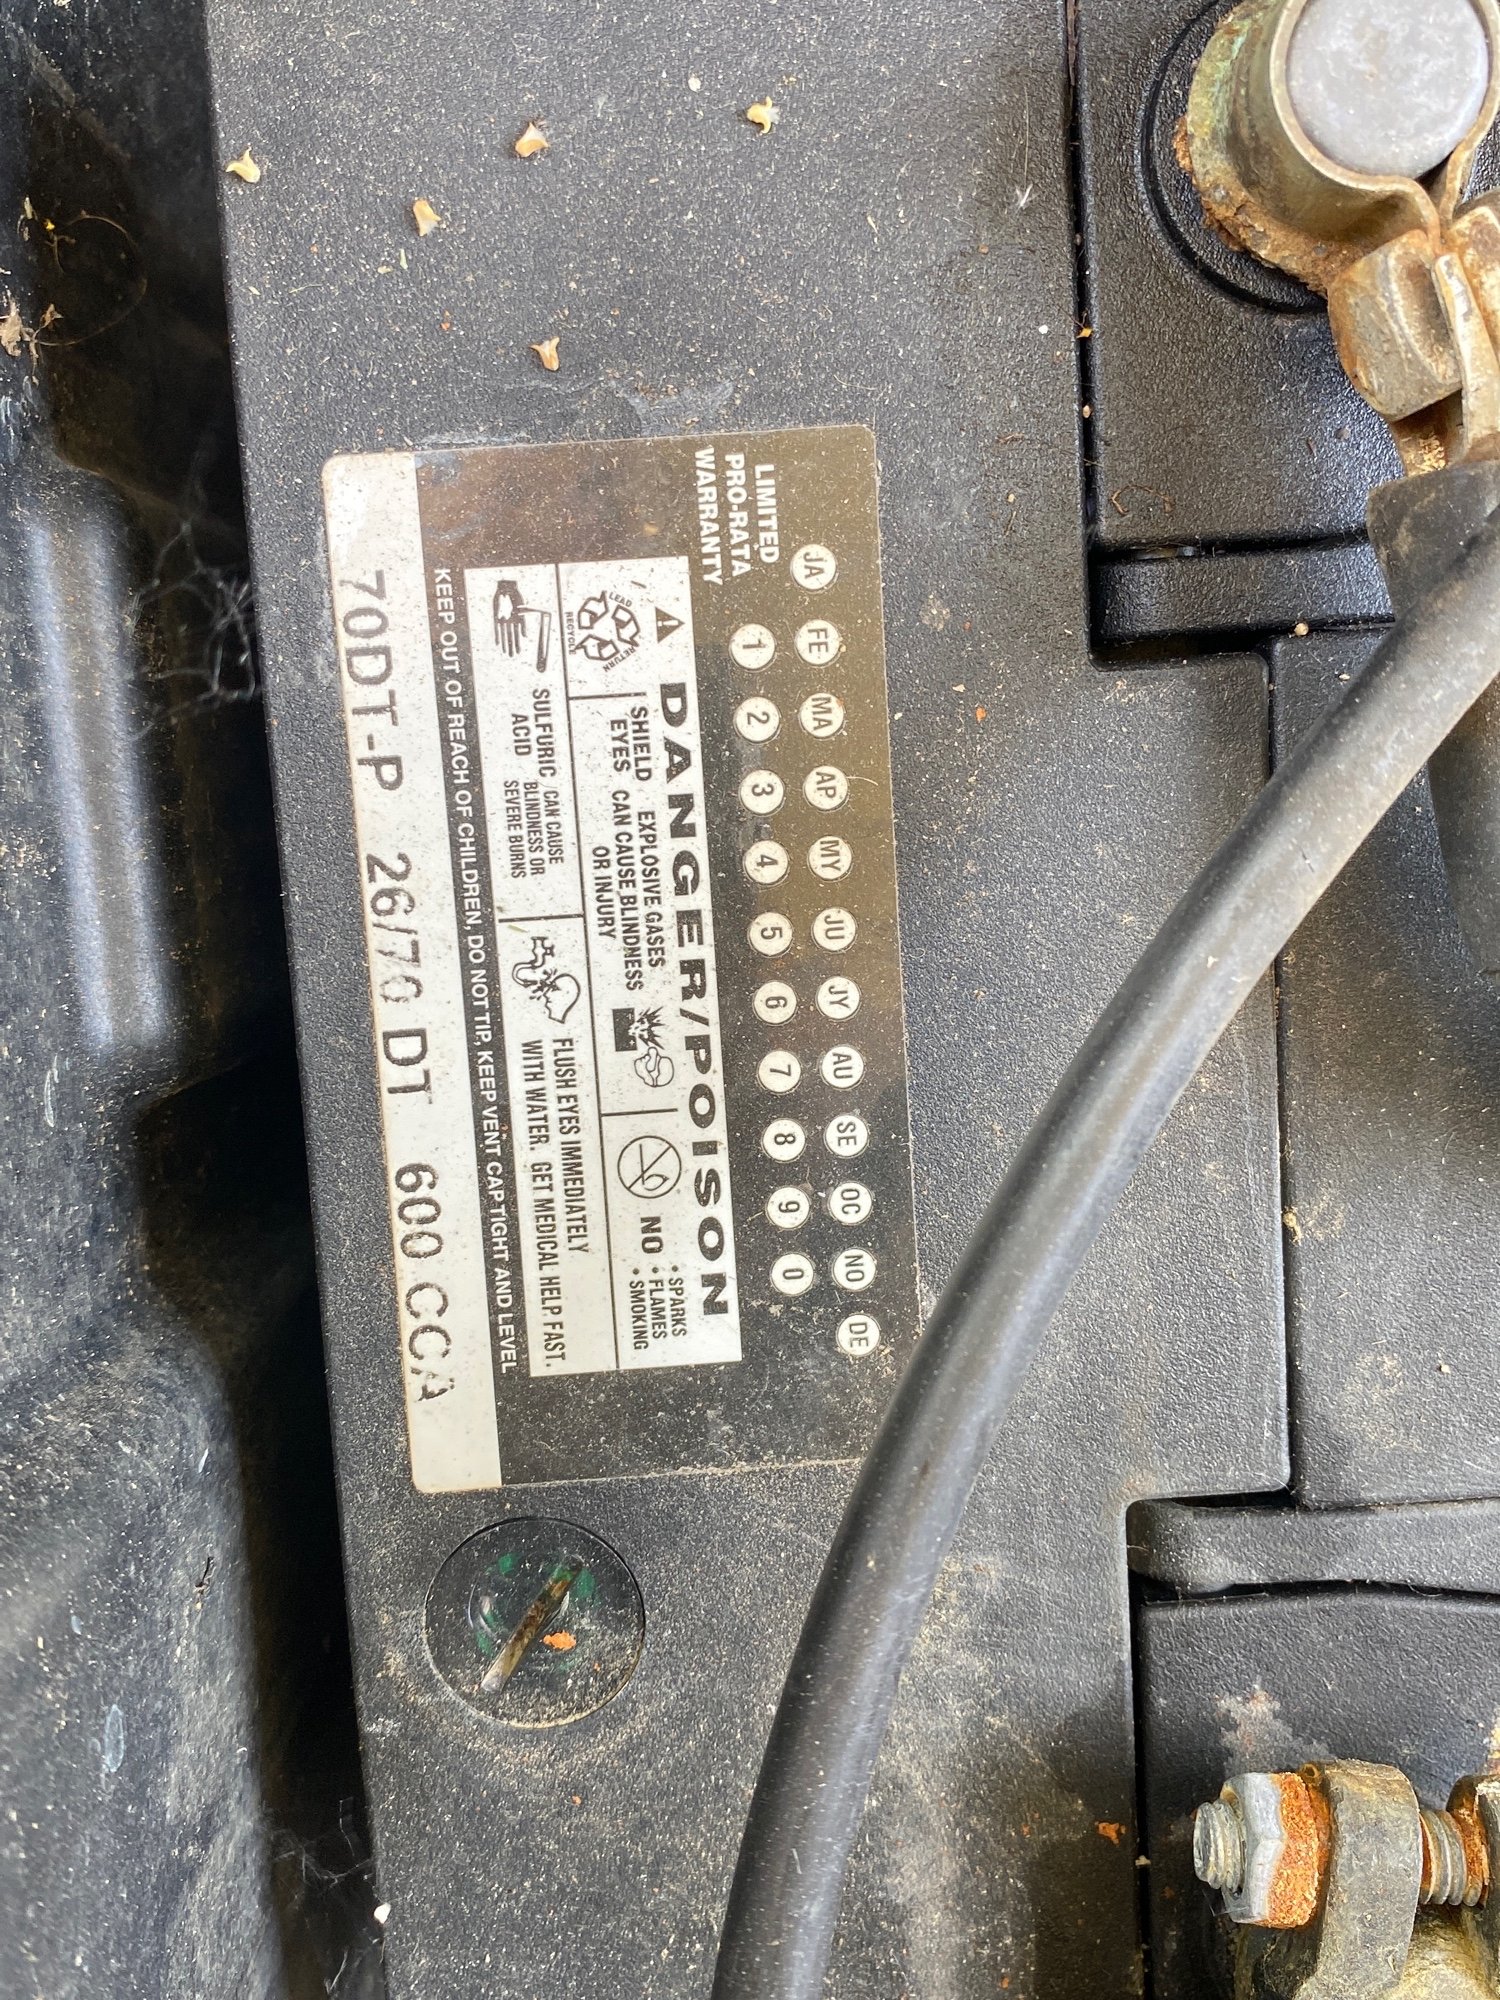 LIMITED
PRO-RATA
WARRANTY
JA FE MA AP MY JU JY AU SE OC NO DE
1 2 3 4 5 6 7 8 9 0
DANGER/POISON
LEAD
RETURN
RECYCLE
SHIELD
EYES
EXPLOSIVE GASES
CAN CAUSE BLINDNESS
OR INJURY
NO
• SPARKS
• FLAMES
• SMOKING
SULFURIC
ACID
CAN CAUSE
BLINDNESS OR
SEVERE BURNS
FLUSH EYES IMMEDIATELY
WITH WATER. GET MEDICAL HELP FAST.
KEEP OUT OF REACH OF CHILDREN, DO NOT TIP, KEEP VENT CAP TIGHT AND LEVEL
70DT-P 26/70 DT 600 CCA